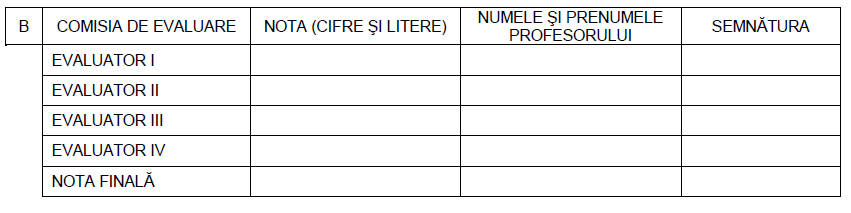 B COMISIA DE EVALUARE NOTA (CIFRE ŞI LITERE) NUMELE ŞI PRENUMELE PROFESORULUI SEMNĂTURA
EVALUATOR I
EVALUATOR II
EVALUATOR III
EVALUATOR IV
NOTA FINALĂ